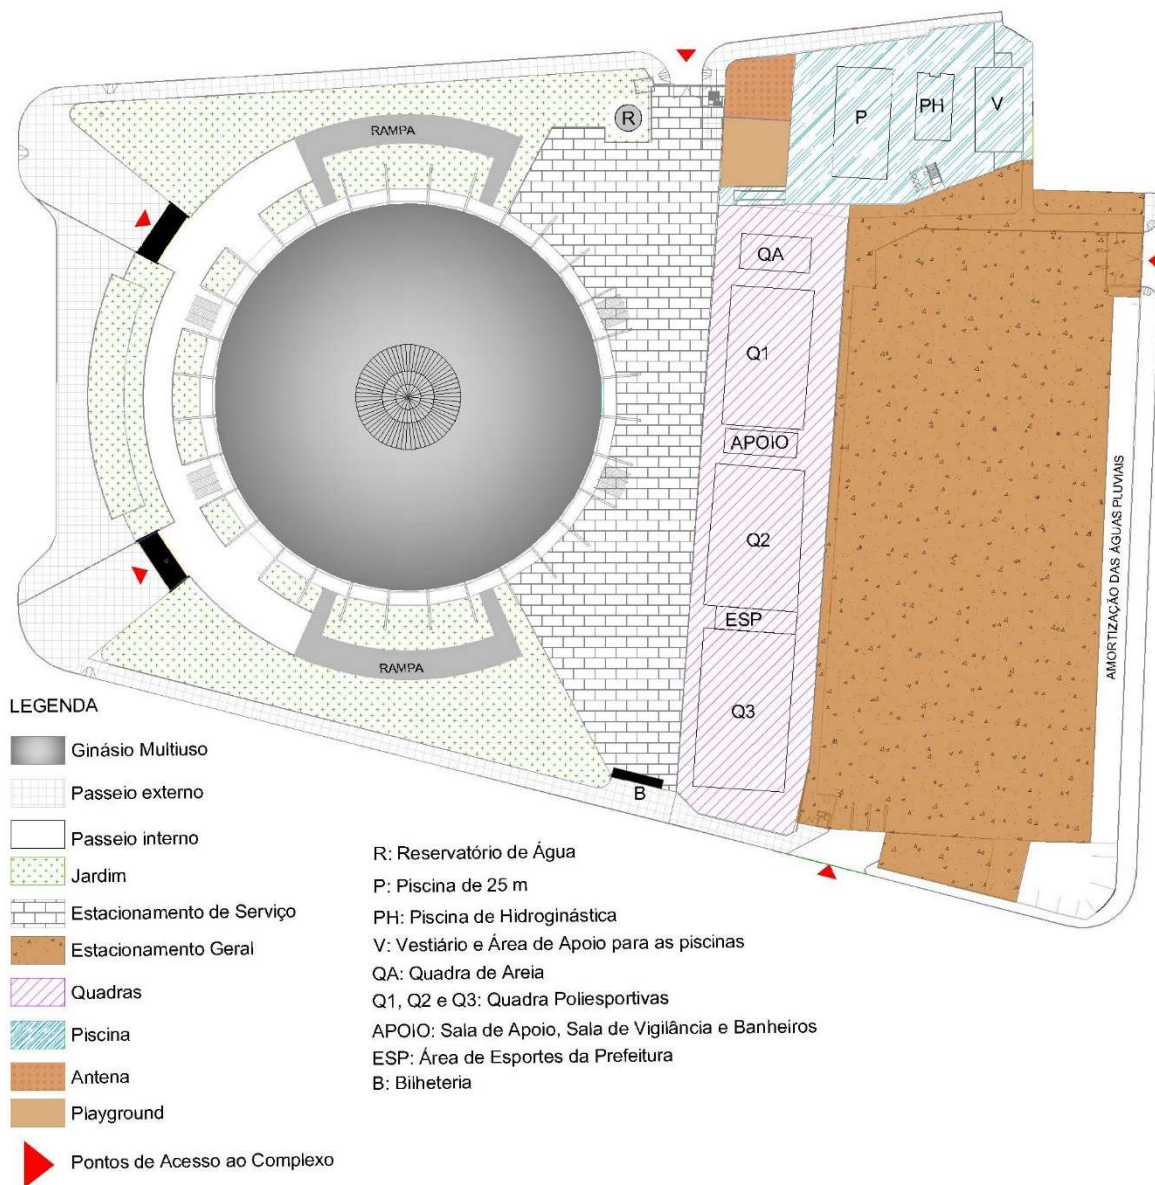 R
RAMPA
P
PH
V
QA
Q1
APOIO
Q2
ESP
Q3
RAMPA
B
AMORTIZAÇÃO DAS ÁGUAS PLUVIAIS
LEGENDA
Ginásio Multiuso
Passeio externo
Passeio interno
Jardim
Estacionamento de Serviço
Estacionamento Geral
Quadras
Piscina
Antena
Playground
Pontos de Acesso ao Complexo
R: Reservatório de Água
P: Piscina de 25 m
PH: Piscina de Hidroginástica
V: Vestiário e Área de Apoio para as piscinas
QA: Quadra de Areia
Q1, Q2 e Q3: Quadra Poliesportivas
APOIO: Sala de Apoio, Sala de Vigilância e Banheiros
ESP: Área de Esportes da Prefeitura
B: Bilheteria